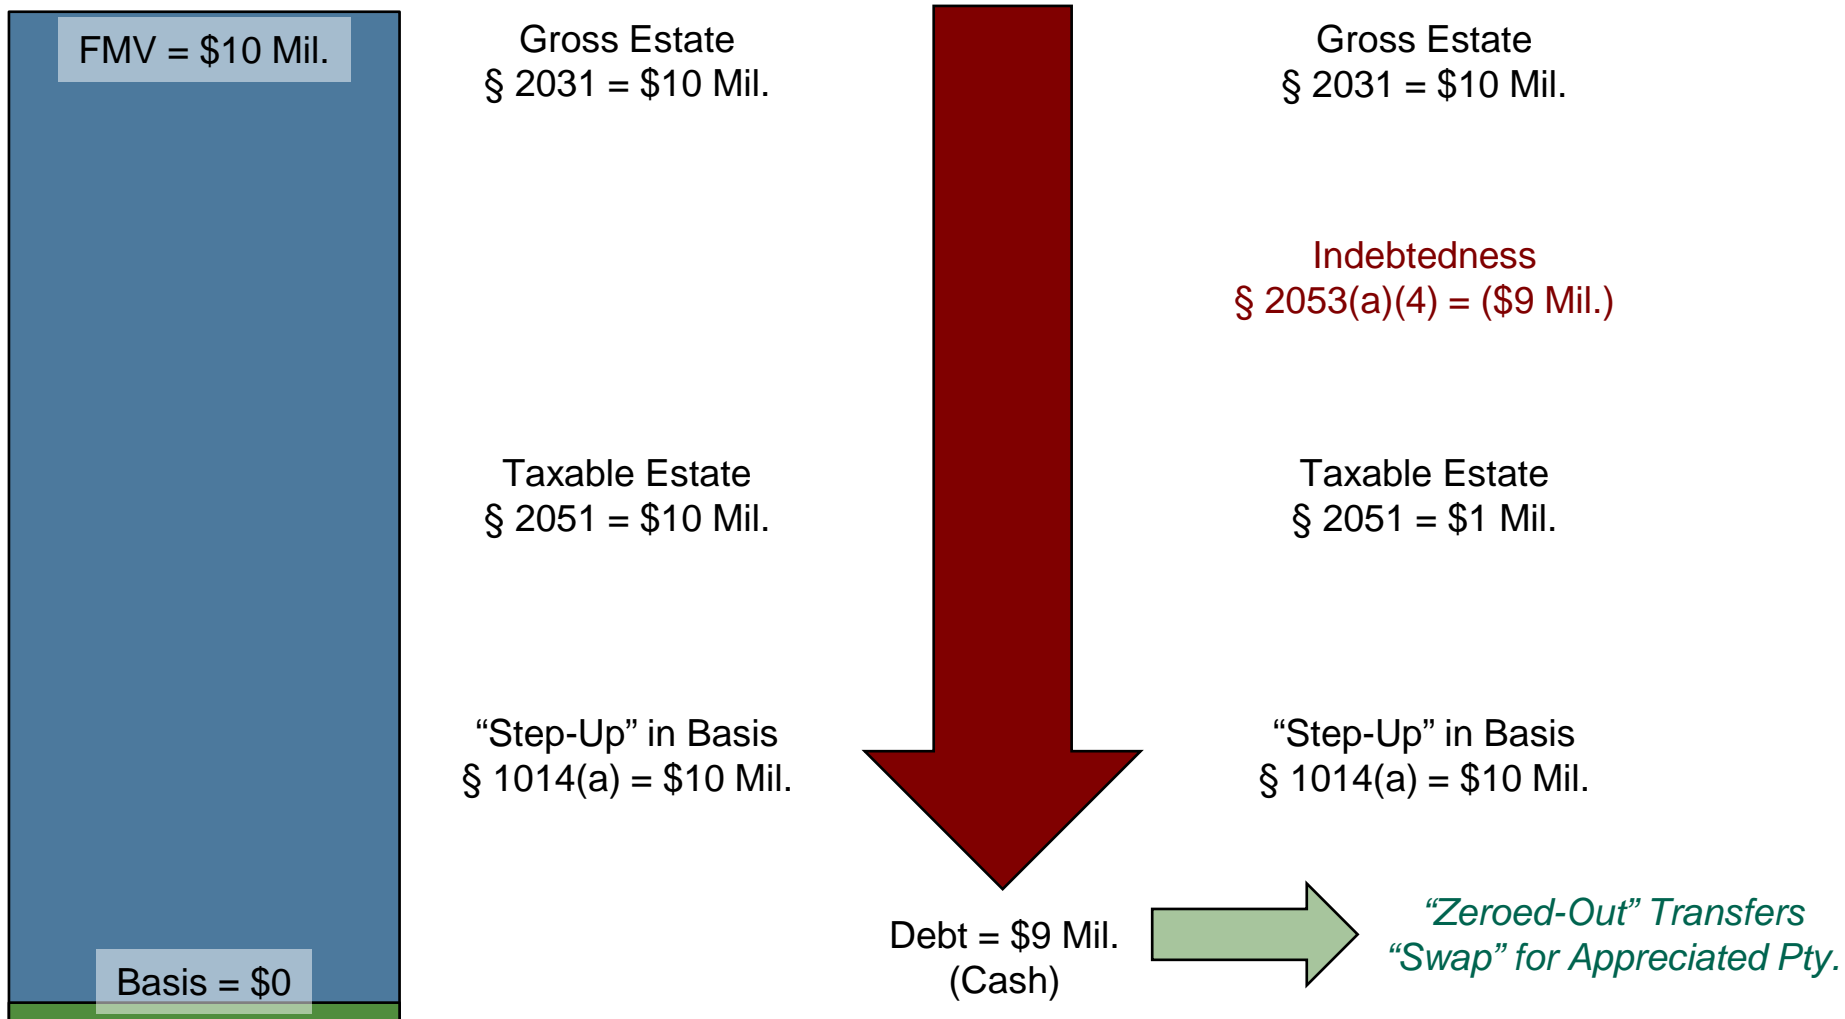 FMV = $10 Mil.
Basis = $0
Gross Estate
§ 2031 = $10 Mil.
Taxable Estate
§ 2051 = $10 Mil.
“Step-Up” in Basis
§ 1014(a) = $10 Mil.
Debt = $9 Mil.
(Cash)
Gross Estate
§ 2031 = $10 Mil.
Indebtedness
§ 2053(a)(4) = ($9 Mil.)
Taxable Estate
§ 2051 = $1 Mil.
“Step-Up” in Basis
§ 1014(a) = $10 Mil.
“Zeroed-Out” Transfers
“Swap” for Appreciated Pty.